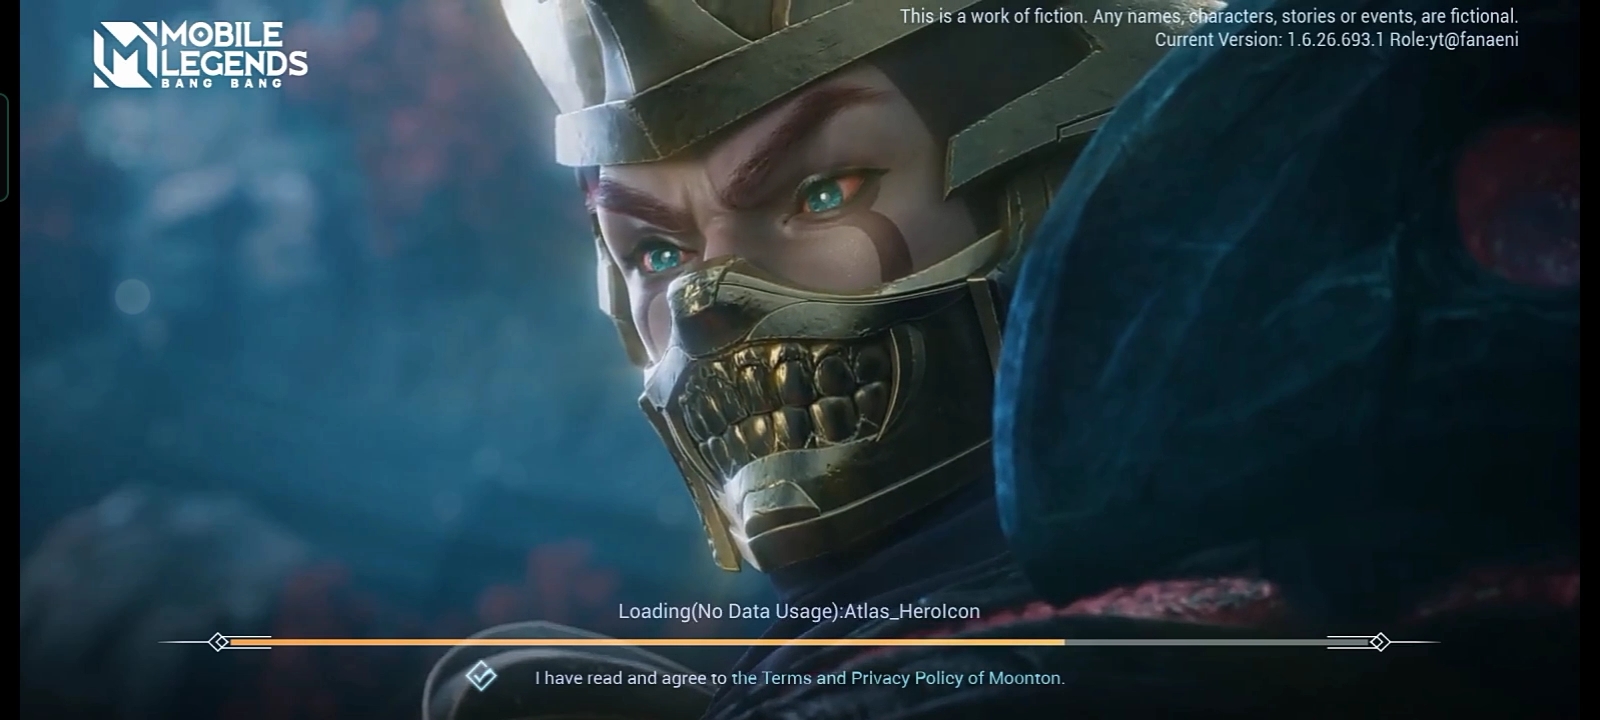 MOBILE
LEGENDS
BANG BANG
This is a work of fiction. Any names, characters, stories or events, are fictional.
Current Version: 1.6.26.693.1 Role:yt@fanaeni
Loading(No Data Usage):Atlas_HeroIcon
I have read and agree to the Terms and Privacy Policy of Moonton.